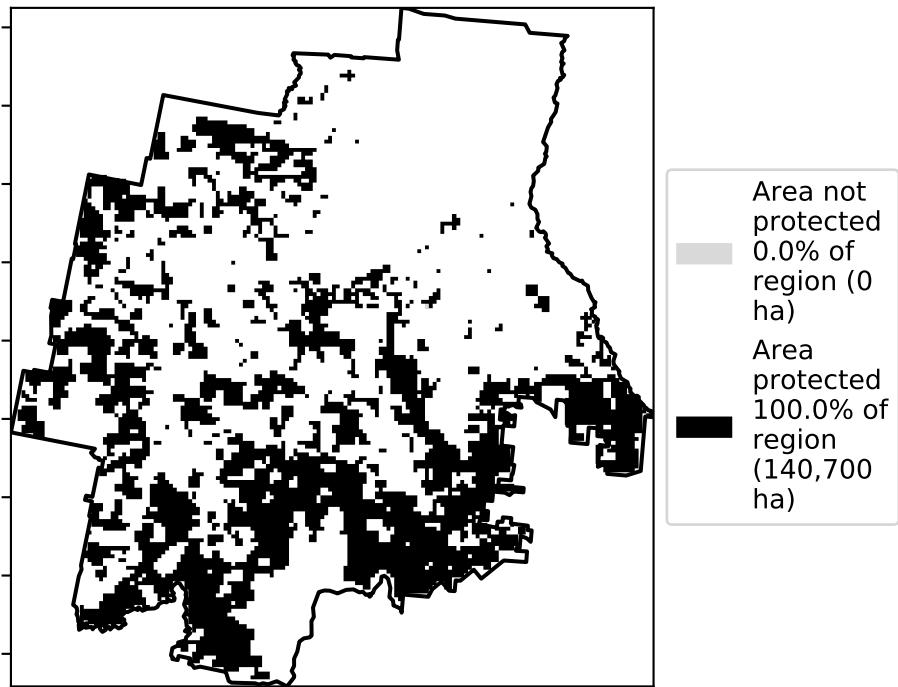 Area not
protected
0.0% of
region (0
ha)
Area
protected
100.0% of
region
(140,700
ha)